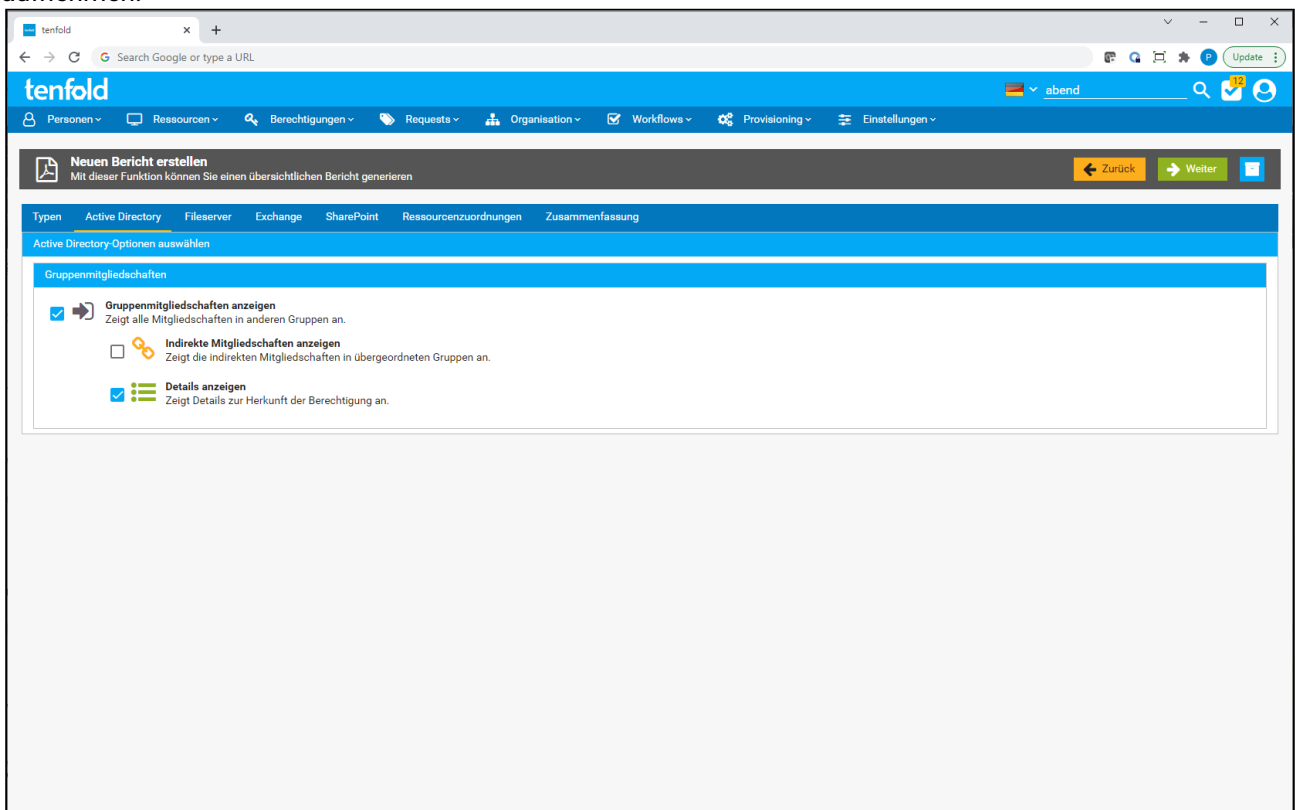 tenfold
Search Google or type a URL
P
Update
tenfold
abend
12
Personen
Ressourcen
Berechtigungen
Requests
Organisation
Workflows
Provisioning
Einstellungen
Neuen Bericht erstellen
Mit dieser Funktion können Sie einen übersichtlichen Bericht generieren
Zurück
Weiter
Typen
Active Directory
Fileserver
Exchange
SharePoint
Ressourcenzuordnungen
Zusammenfassung
Active Directory-Optionen auswählen
Gruppenmitgliedschaften
Gruppenmitgliedschaften anzeigen
Zeigt alle Mitgliedschaften in anderen Gruppen an.
Indirekte Mitgliedschaften anzeigen
Zeigt die indirekten Mitgliedschaften in übergeordneten Gruppen an.
Details anzeigen
Zeigt Details zur Herkunft der Berechtigung an.